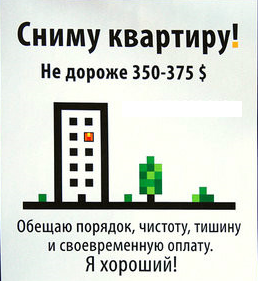 Сниму квартиру!
Не дороже 350-375 $
Обещаю порядок, чистоту, тишину
и своевременную оплату.
Я хороший!